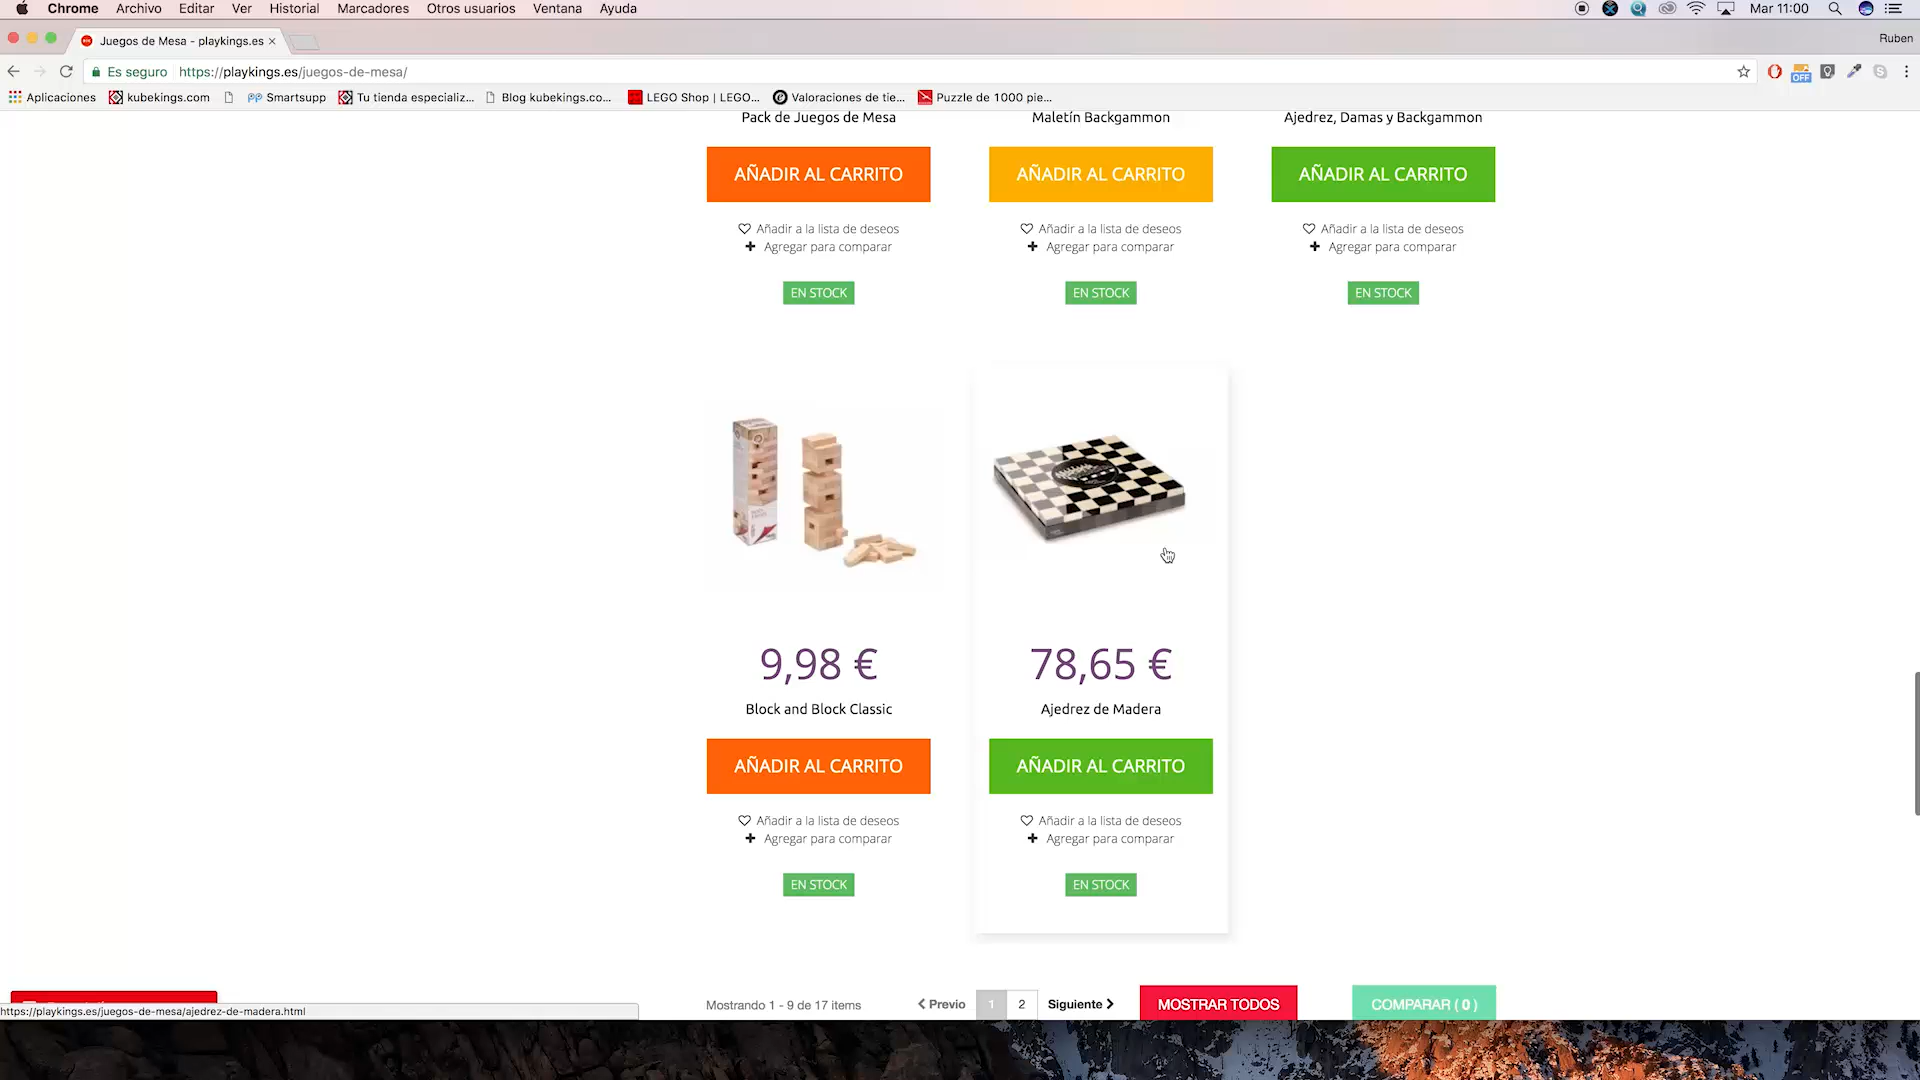 Chrome Archivo Editar Ver Historial Marcadores Otros usuarios Ventana Ayuda Mar 11:00
Juegos de Mesa - playkings.es Ruben
Es seguro https://playkings.es/juegos-de-mesa/ OFF
Aplicaciones kubekings.com Smartsupp Tu tienda especializ... Blog kubekings.co... LEGO Shop | LEGO... Valoraciones de tie... Puzzle de 1000 pie...
Pack de Juegos de Mesa Maletín Backgammon Ajedrez, Damas y Backgammon
AÑADIR AL CARRITO AÑADIR AL CARRITO AÑADIR AL CARRITO
Añadir a la lista de deseos Añadir a la lista de deseos Añadir a la lista de deseos
Agregar para comparar Agregar para comparar Agregar para comparar
EN STOCK EN STOCK EN STOCK
9,98 € 78,65 €
Block and Block Classic Ajedrez de Madera
AÑADIR AL CARRITO AÑADIR AL CARRITO
Añadir a la lista de deseos Añadir a la lista de deseos
Agregar para comparar Agregar para comparar
EN STOCK EN STOCK
Mostrando 1 - 9 de 17 items Previo 1 2 Siguiente MOSTRAR TODOS COMPARAR ( 0 )
https://playkings.es/juegos-de-mesa/ajedrez-de-madera.html